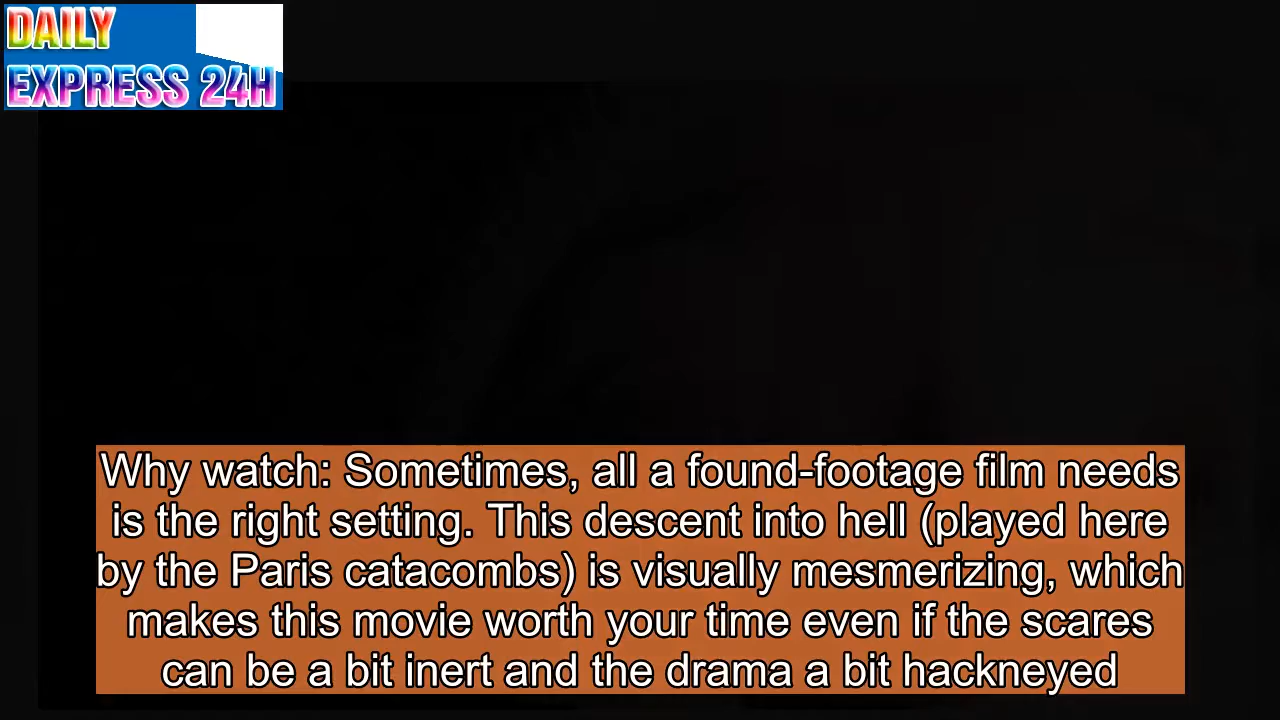 DAILY
EXPRESS 24H
Why watch: Sometimes, all a found-footage film needs
is the right setting. This descent into hell (played here
by the Paris catacombs) is visually mesmerizing, which
makes this movie worth your time even if the scares
can be a bit inert and the drama a bit hackneyed